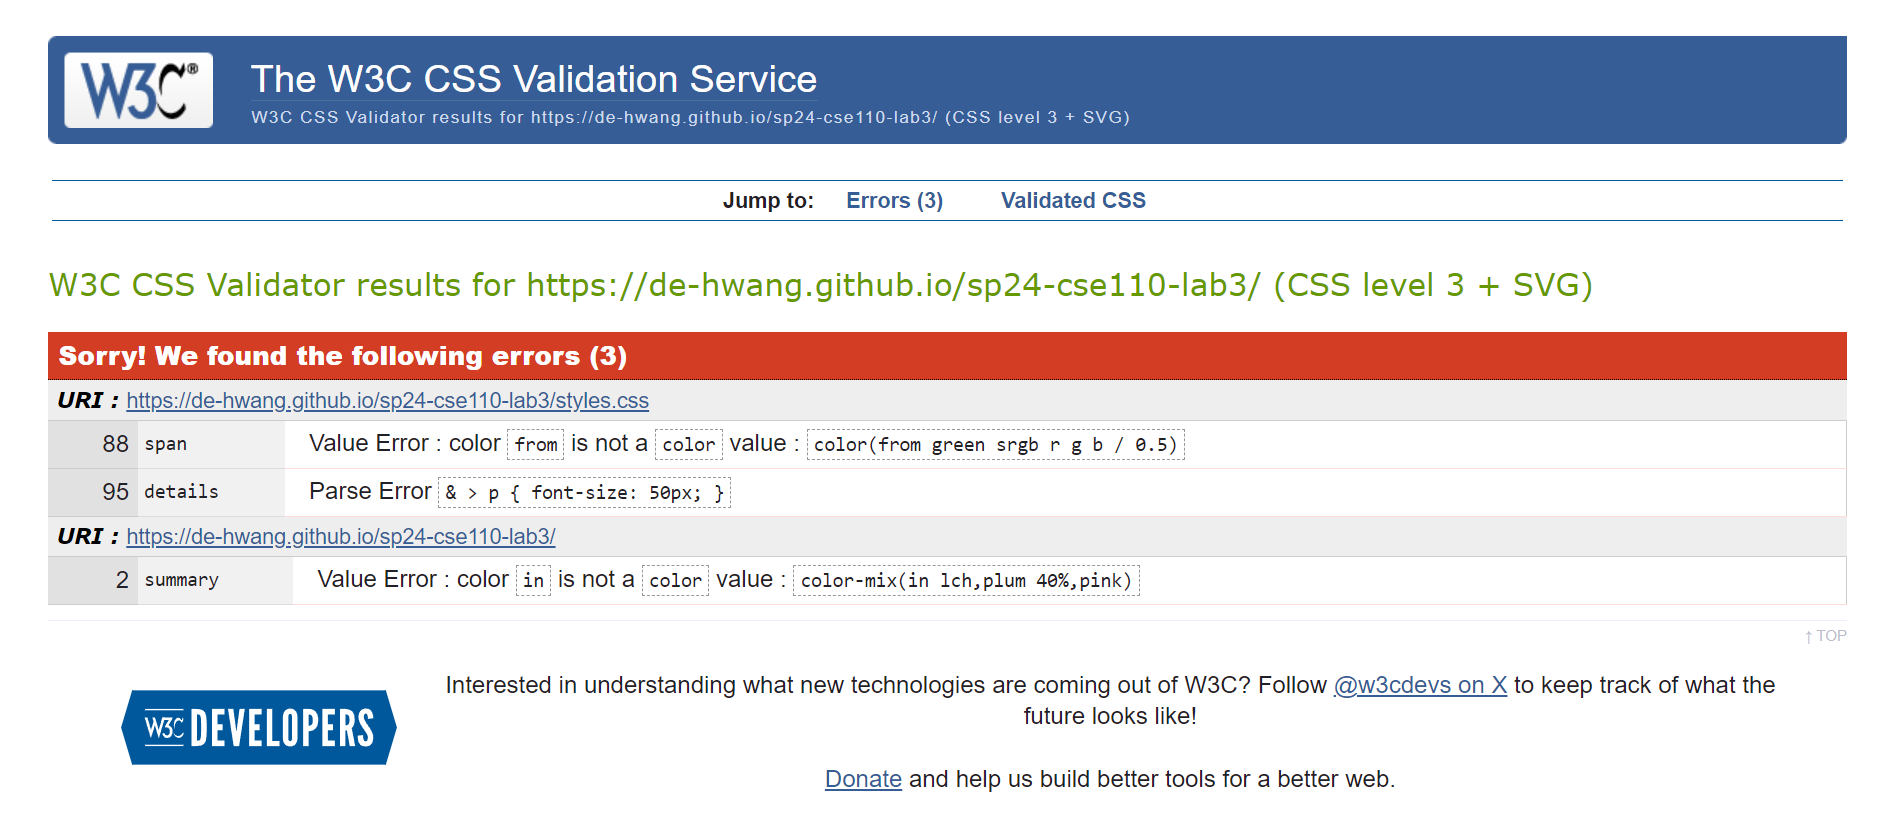 W3C®
The W3C CSS Validation Service
W3C CSS Validator results for https://de-hwang.github.io/sp24-cse110-lab3/ (CSS level 3 + SVG)
Jump to: Errors (3) Validated CSS
W3C CSS Validator results for https://de-hwang.github.io/sp24-cse110-lab3/ (CSS level 3 + SVG)
Sorry! We found the following errors (3)
URI : https://de-hwang.github.io/sp24-cse110-lab3/styles.css
88 span Value Error : color from is not a color value : color(from green srgb r g b / 0.5)
95 details Parse Error & > p { font-size: 50px; }
URI : https://de-hwang.github.io/sp24-cse110-lab3/
2 summary Value Error : color in is not a color value : color-mix(in lch,plum 40%,pink)
↑ TOP
W3C DEVELOPERS
Interested in understanding what new technologies are coming out of W3C? Follow @w3cdevs on X to keep track of what the
future looks like!
Donate and help us build better tools for a better web.